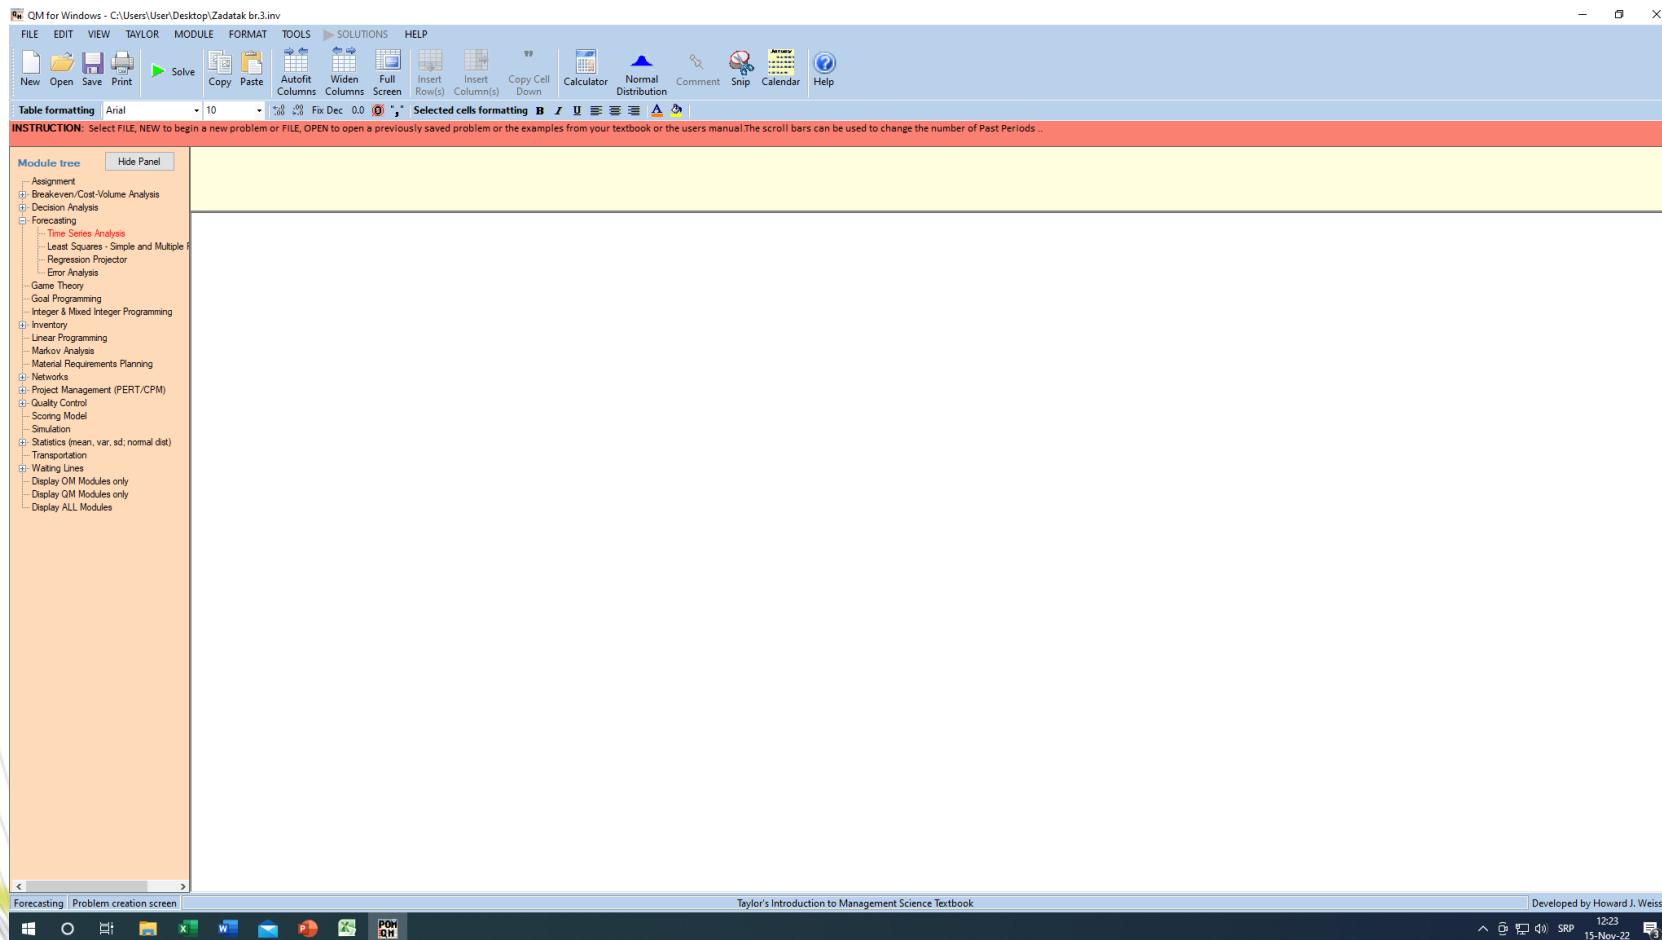 QM for Windows - C:\Users\User\Desktop\Zadatak br.3.inv
FILE EDIT VIEW TAYLOR MODULE FORMAT TOOLS SOLUTIONS HELP
New Open Save Print Solve Copy Paste Autofit Columns Widen Columns Full Screen Insert Row(s) Insert Column(s) Copy Cell Down Calculator Normal Distribution Comment Snip Calendar Help
Table formatting Arial 10 Fix Dec 0.0 Selected cells formatting B I U A
INSTRUCTION: Select FILE, NEW to begin a new problem or FILE, OPEN to open a previously saved problem or the examples from your textbook or the users manual.The scroll bars can be used to change the number of Past Periods ..
Module tree Hide Panel
Assignment
Breakeven/Cost-Volume Analysis
Decision Analysis
Forecasting
Time Series Analysis
Least Squares - Simple and Multiple
Regression Projector
Error Analysis
Game Theory
Goal Programming
Integer & Mixed Integer Programming
Inventory
Linear Programming
Markov Analysis
Material Requirements Planning
Networks
Project Management (PERT/CPM)
Quality Control
Scoring Model
Simulation
Statistics (mean, var, sd; normal dist)
Transportation
Waiting Lines
Display OM Modules only
Display QM Modules only
Display ALL Modules
Forecasting Problem creation screen Taylor's Introduction to Management Science Textbook Developed by Howard J. Weiss
POM QM SRP 12:23
15-Nov-22 3